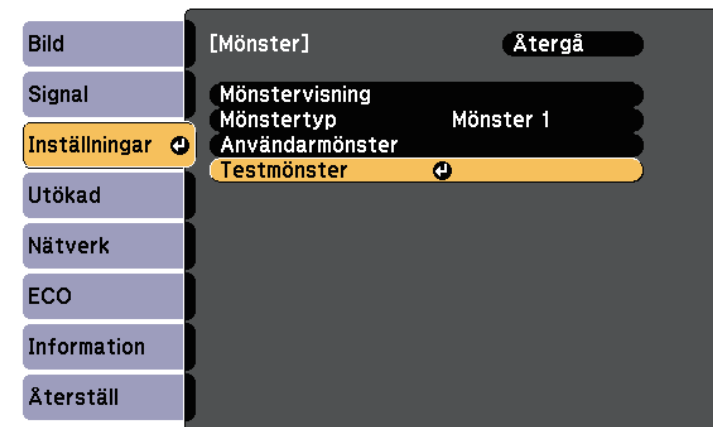 Bild
Signal
Inställningar
Utökad
Nätverk
ECO
Information
Återställ
[Mönster] Återgå
Mönstervisning
Mönstertyp Mönster 1
Användarmönster
Testmönster